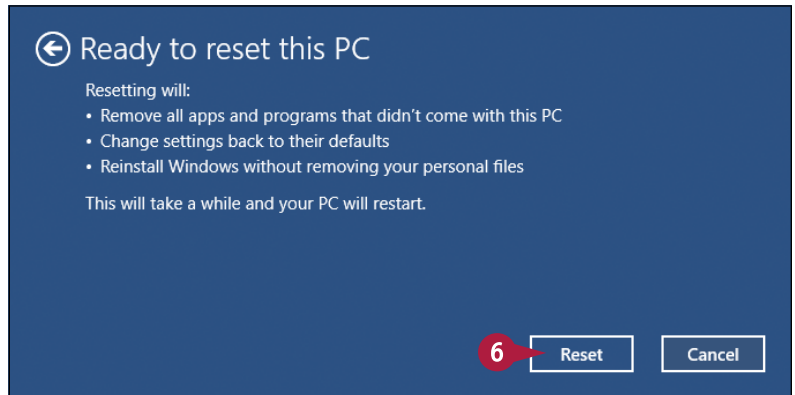 Ready to reset this PC
Resetting will:
• Remove all apps and programs that didn’t come with this PC
• Change settings back to their defaults
• Reinstall Windows without removing your personal files
This will take a while and your PC will restart.
6 Reset Cancel